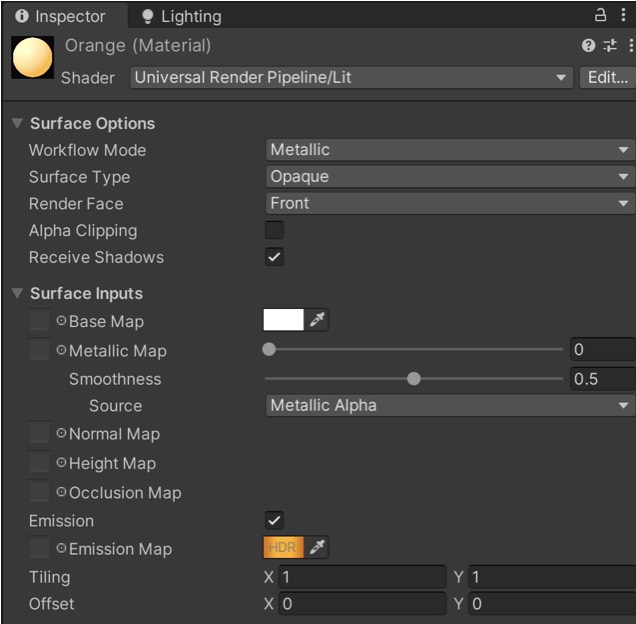 Inspector Lighting
Orange (Material)
Shader Universal Render Pipeline/Lit Edit...
Surface Options
Workflow Mode Metallic
Surface Type Opaque
Render Face Front
Alpha Clipping
Receive Shadows
Surface Inputs
Base Map
Metallic Map 0
Smoothness 0.5
Source Metallic Alpha
Normal Map
Height Map
Occlusion Map
Emission
Emission Map HDR
Tiling X 1 Y 1
Offset X 0 Y 0